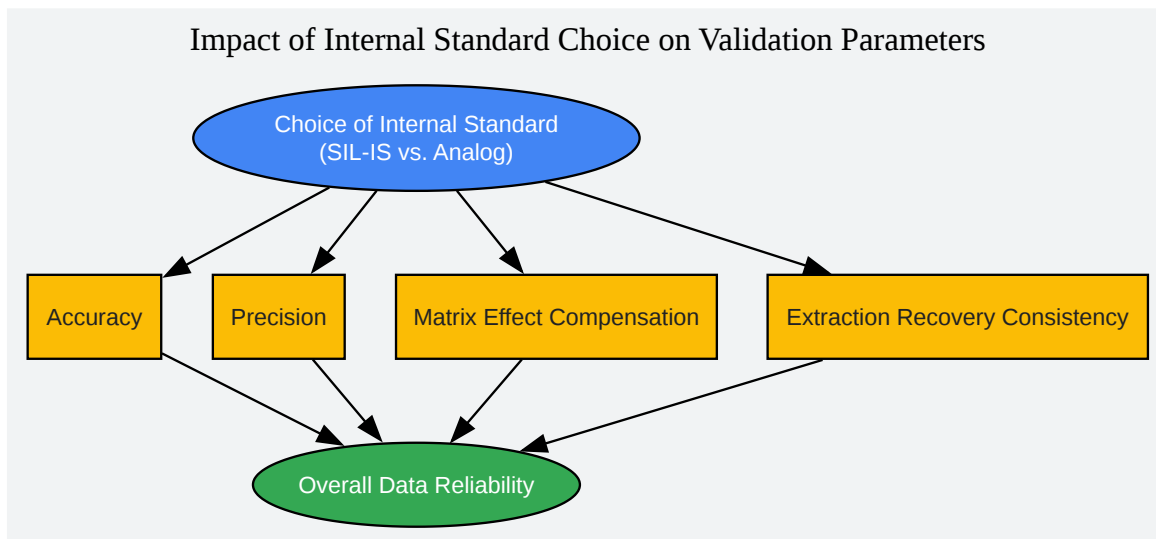 Impact of Internal Standard Choice on Validation Parameters
Choice of Internal Standard
(SIL-IS vs. Analog)
Accuracy
Precision
Matrix Effect Compensation
Extraction Recovery Consistency
Overall Data Reliability